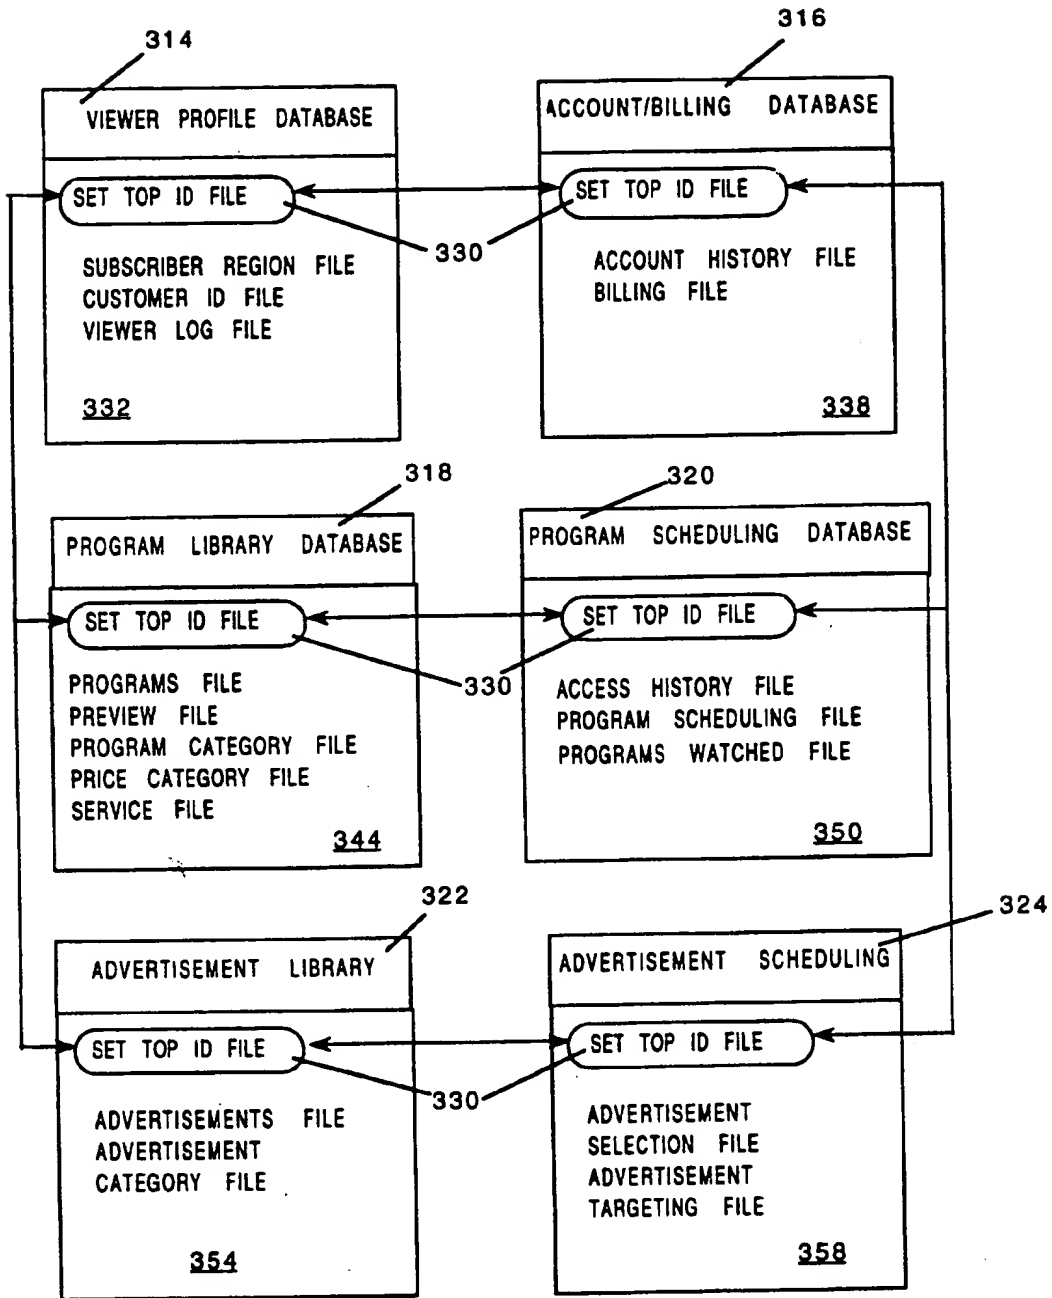 314
316
VIEWER PROFILE DATABASE
SET TOP ID FILE
SUBSCRIBER REGION FILE
CUSTOMER ID FILE
VIEWER LOG FILE
332
330
ACCOUNT/BILLING DATABASE
SET TOP ID FILE
ACCOUNT HISTORY FILE
BILLING FILE
338
318
320
PROGRAM LIBRARY DATABASE
SET TOP ID FILE
PROGRAMS FILE
PREVIEW FILE
PROGRAM CATEGORY FILE
PRICE CATEGORY FILE
SERVICE FILE
344
330
PROGRAM SCHEDULING DATABASE
SET TOP ID FILE
ACCESS HISTORY FILE
PROGRAM SCHEDULING FILE
PROGRAMS WATCHED FILE
350
322
324
ADVERTISEMENT LIBRARY
SET TOP ID FILE
ADVERTISEMENTS FILE
ADVERTISEMENT
CATEGORY FILE
354
330
ADVERTISEMENT SCHEDULING
SET TOP ID FILE
ADVERTISEMENT
SELECTION FILE
ADVERTISEMENT
TARGETING FILE
358